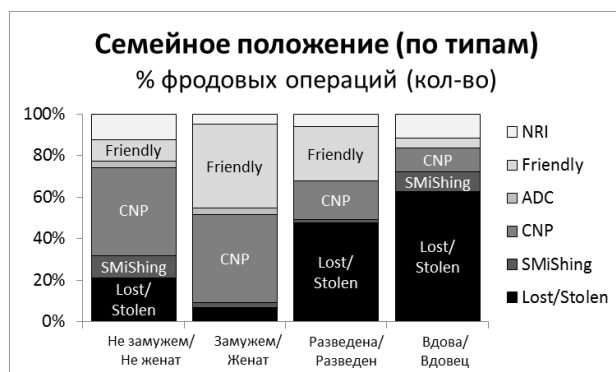 Семейное положение (по типам)
% фродовых операций (кол-во)
100%
80%
60%
40%
20%
0%
Friendly
CNP
SMiShing
Lost/
Stolen
Friendly
CNP
Friendly
CNP
Lost/
Stolen
CNP
SMiShing
Lost/
Stolen
Не замужем/
Не женат
Замужем/
Женат
Разведена/
Разведен
Вдова/
Вдовец
NRI
Friendly
ADC
CNP
SMiShing
Lost/Stolen